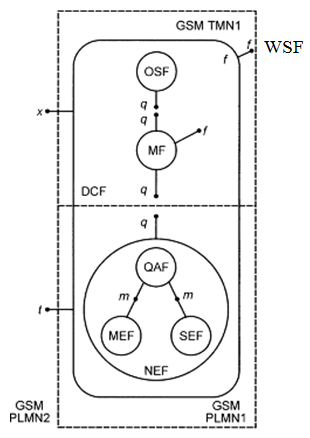 GSM TMN1
f
WSF
f
OSF
q
x
q
f
MF
q
DCF
q
QAF
m
m
t
MEF
SEF
NEF
GSM
PLMN2
GSM
PLMN1